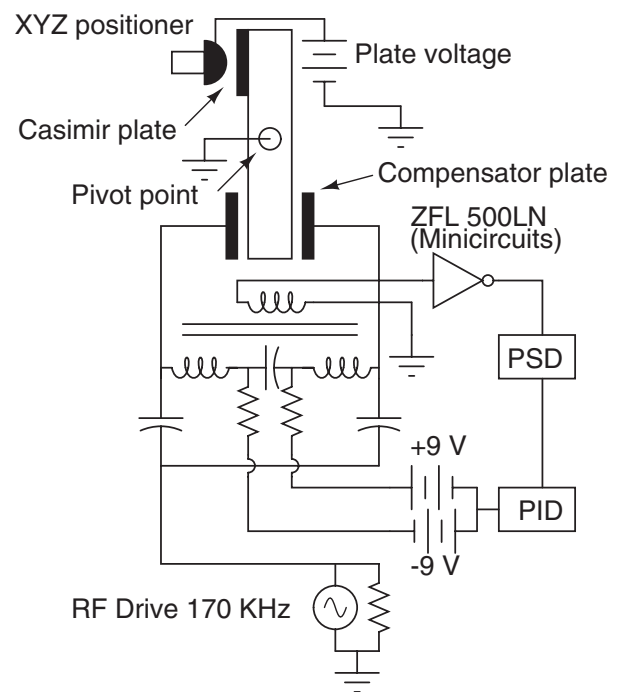 XYZ positioner
Plate voltage
Casimir plate
Pivot point
Compensator plate
ZFL 500LN
(Minicircuits)
PSD
+9 V
PID
-9 V
RF Drive 170 KHz